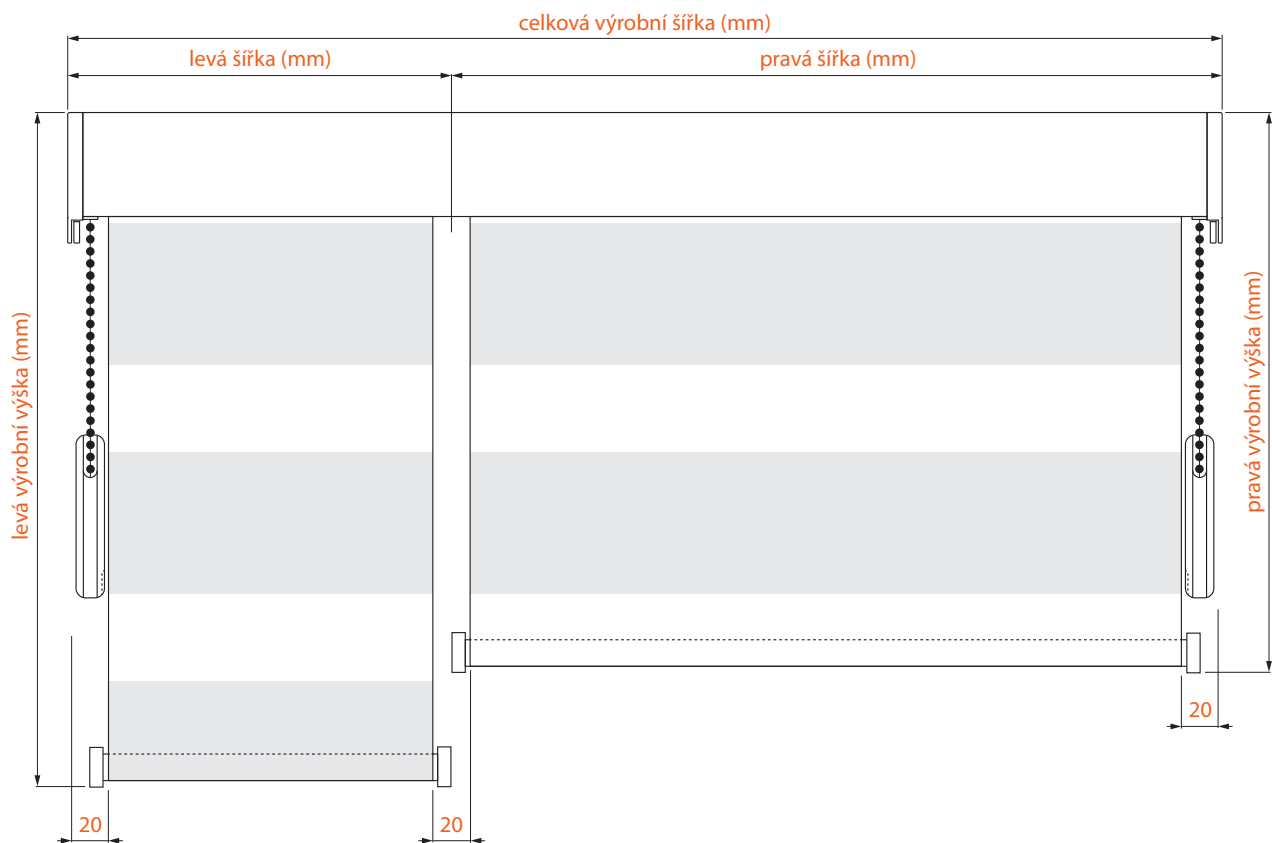 celková výrobní šířka (mm)
levá šířka (mm)
pravá šířka (mm)
levá výrobní výška (mm)
pravá výrobní výška (mm)
20
20
20